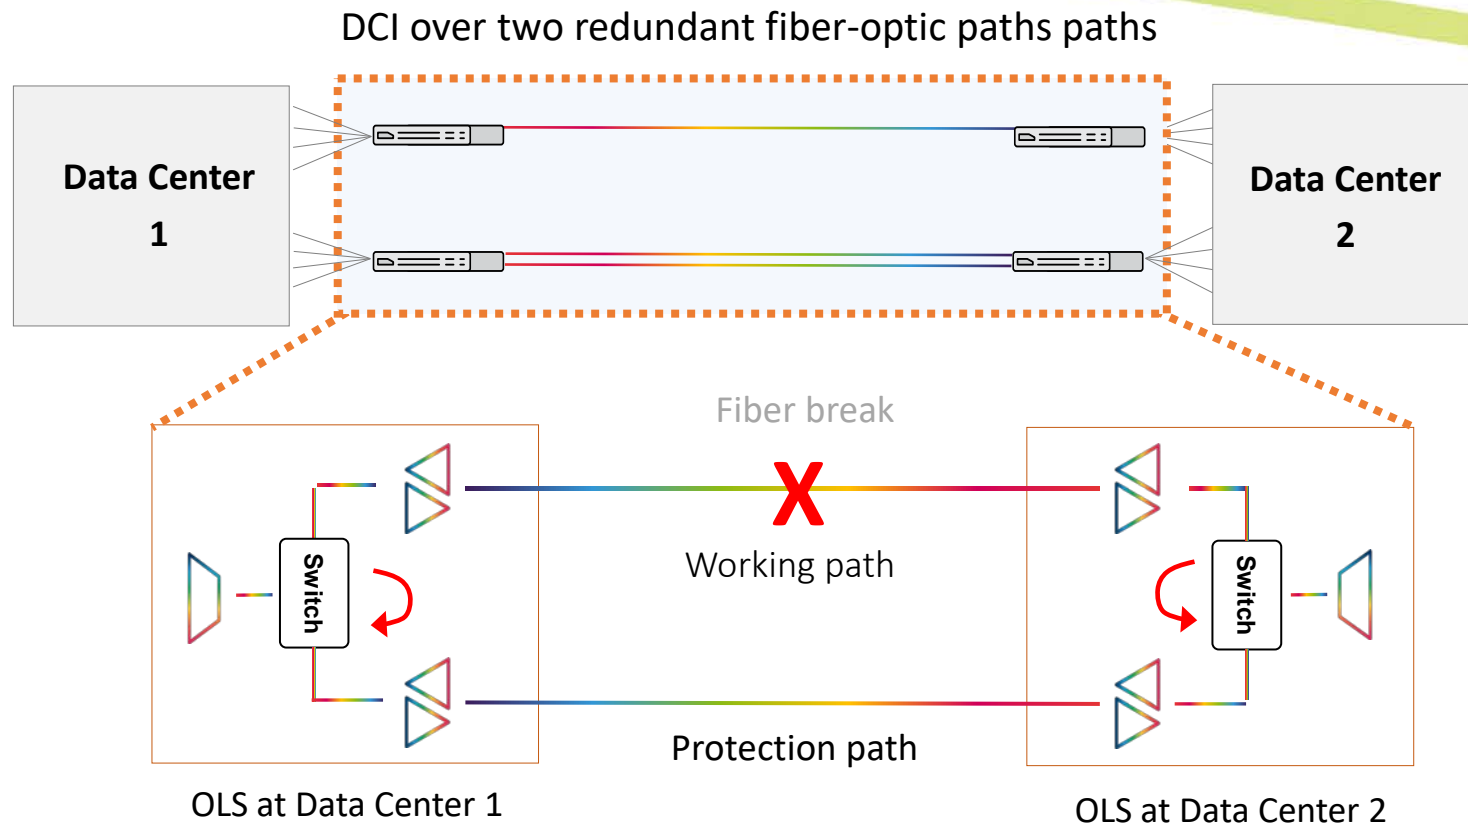 DCI over two redundant fiber-optic paths paths
Data Center
1
Data Center
2
Fiber break
X
Working path
Switch
Switch
Protection path
OLS at Data Center 1
OLS at Data Center 2